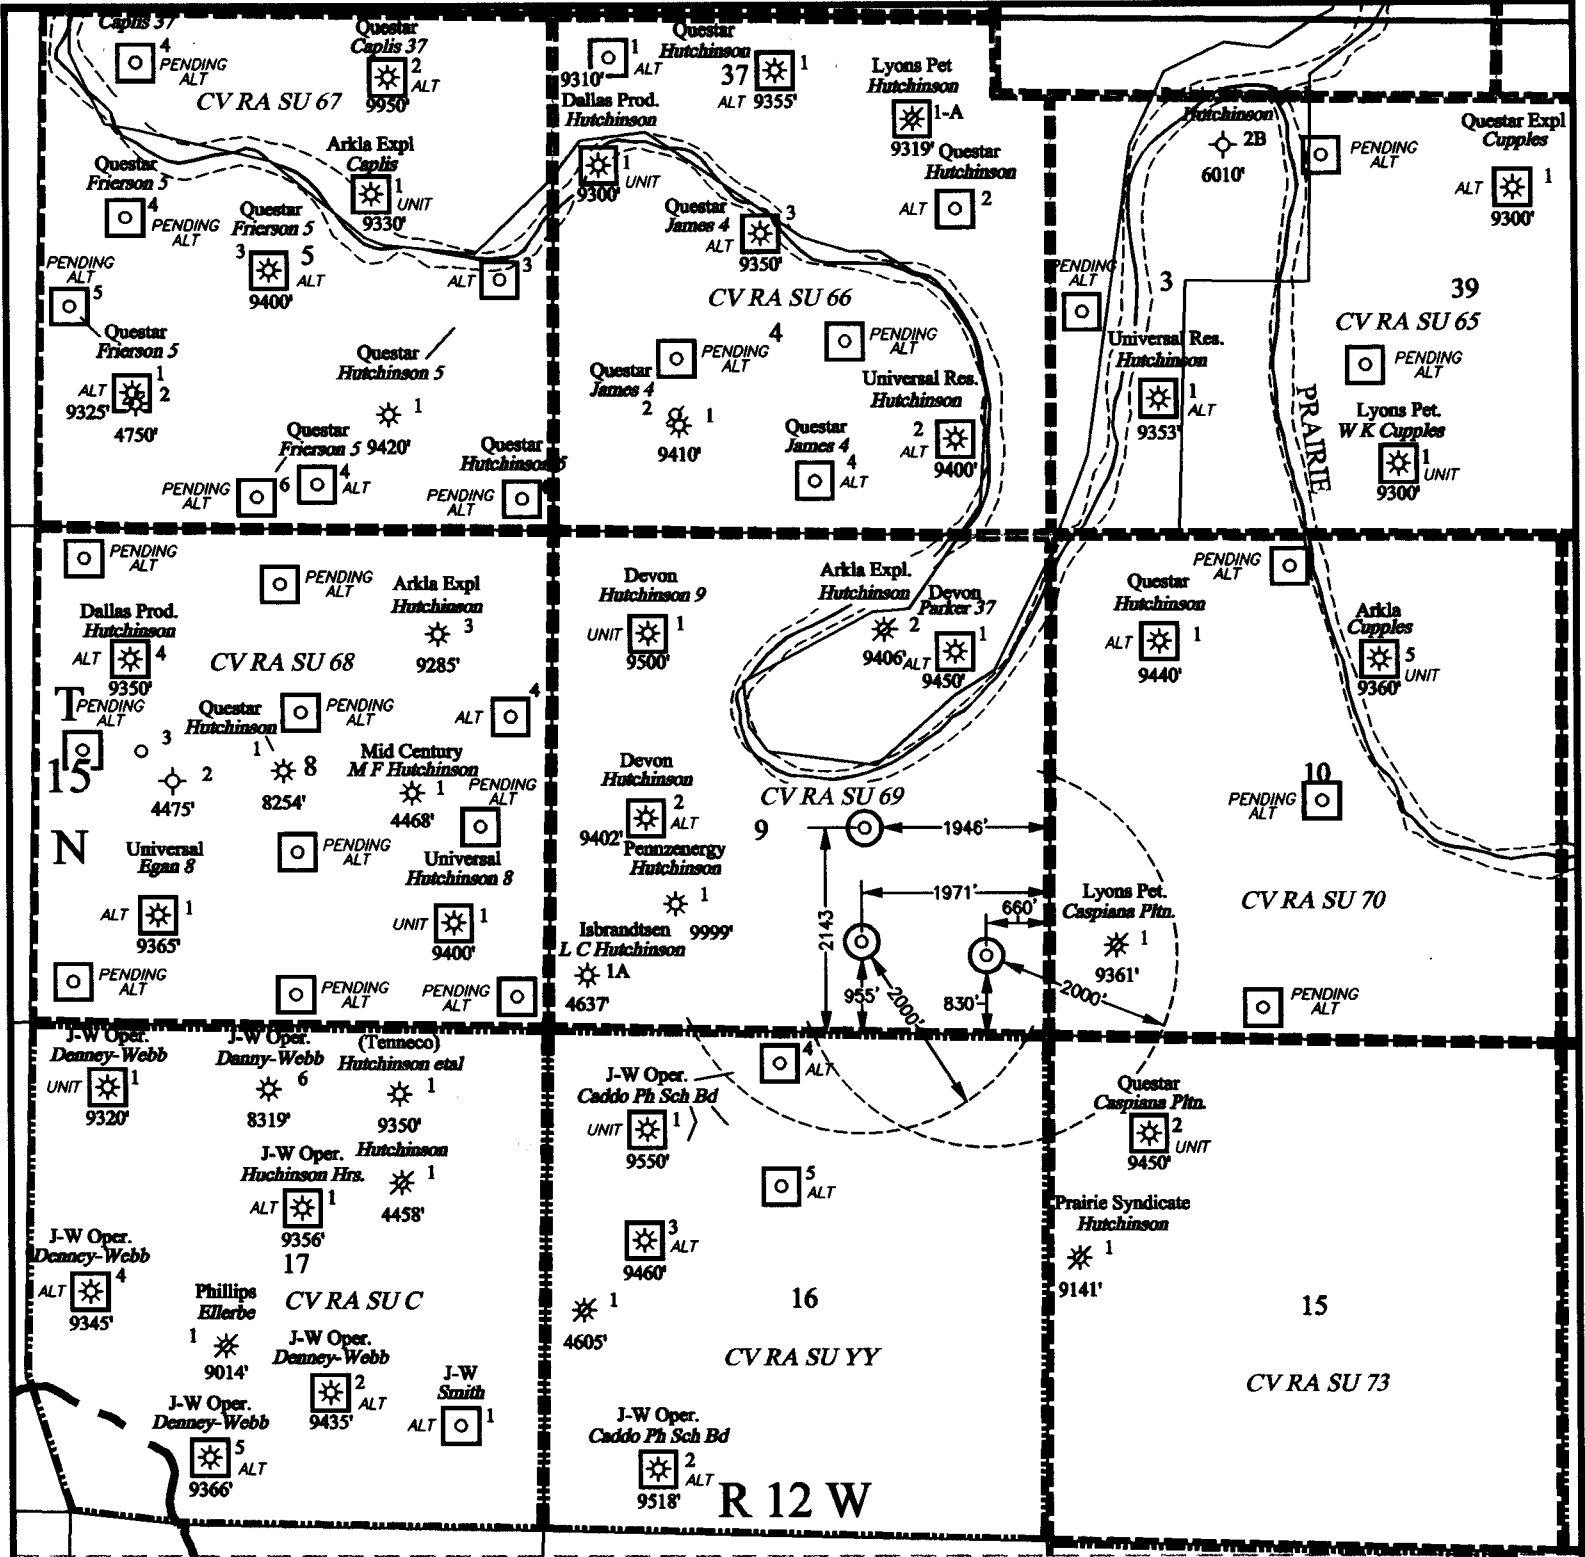 Caplis 37
4
PENDING
ALT
Questar
Caplis 37
2
ALT
9950'
CV RA SU 67
Arkla Expl
Caplis
1
UNIT
9330'
Questar
Frierson 5
4
PENDING
ALT
Questar
Frierson 5
3
5
ALT
9400'
PENDING
ALT
5
Questar
Frierson 5
ALT
3
Questar
Hutchinson 5
ALT
1
2
9325'
4750'
1
9420'
Questar
Frierson 5
PENDING
ALT
6
4
ALT
Questar
Hutchinson 5
PENDING
ALT
1
ALT
9310'
Dallas Prod.
Hutchinson
1
UNIT
9300'
Questar
Hutchinson
37
1
ALT
9355'
Lyons Pet
Hutchinson
1-A
9319'
Questar
Hutchinson
ALT
2
Questar
James 4
3
ALT
9350'
CV RA SU 66
4
PENDING
ALT
PENDING
ALT
Questar
James 4
2
1
9410'
Universal Res.
Hutchinson
2
ALT
9400'
Questar
James 4
4
ALT
Hutchinson
2B
6010'
PENDING
ALT
Questar Expl
Cupples
ALT
1
9300'
PENDING
ALT
3
39
CV RA SU 65
Universal Res.
Hutchinson
1
ALT
9353'
PENDING
ALT
PRAIRIE
Lyons Pet.
W K Cupples
1
UNIT
9300'
PENDING
ALT
PENDING
ALT
Arkla Expl
Hutchinson
3
9285'
Dallas Prod.
Hutchinson
ALT
4
9350'
CV RA SU 68
T
15
N
PENDING
ALT
3
2
4475'
Questar
Hutchinson
1
8
8254'
PENDING
ALT
ALT
4
Mid Century
M F Hutchinson
1
4468'
PENDING
ALT
PENDING
ALT
Universal
Egan 8
ALT
1
9365'
Universal
Hutchinson 8
UNIT
1
9400'
PENDING
ALT
PENDING
ALT
PENDING
ALT
Devon
Hutchinson 9
UNIT
1
9500'
Arkla Expl.
Hutchinson
2
9406'
Devon
Parker 37
1
ALT
9450'
Devon
Hutchinson
2
ALT
9402'
CV RA SU 69
9
1946'
Pennzenergy
Hutchinson
1
9999'
1971'
660'
2143
Isbrandtsen
L C Hutchinson
1A
4637'
955'
2000'
830'
2000'
PENDING
ALT
Questar
Hutchinson
ALT
1
9440'
Arkla
Cupples
5
UNIT
9360'
10
PENDING
ALT
Lyons Pet.
Caspiana Pltn.
1
9361'
CV RA SU 70
PENDING
ALT
J-W Oper.
Denney-Webb
UNIT
1
9320'
J-W Oper.
Danny-Webb
6
8319'
(Tenneco)
Hutchinson etal
1
9350'
Hutchinson
1
4458'
J-W Oper.
Huchinson Hrs.
ALT
1
9356'
17
J-W Oper.
Denney-Webb
ALT
4
9345'
Phillips
Ellerbe
1
9014'
CV RA SU C
J-W Oper.
Denney-Webb
2
ALT
9435'
J-W
Smith
ALT
1
J-W Oper.
Denney-Webb
5
ALT
9366'
4
ALT
J-W Oper.
Caddo Ph Sch Bd
UNIT
1
9550'
5
ALT
3
ALT
9460'
1
4605'
16
CV RA SU YY
J-W Oper.
Caddo Ph Sch Bd
2
ALT
9518'
R 12 W
Questar
Caspiana Pltn.
2
UNIT
9450'
Prairie Syndicate
Hutchinson
1
9141'
15
CV RA SU 73